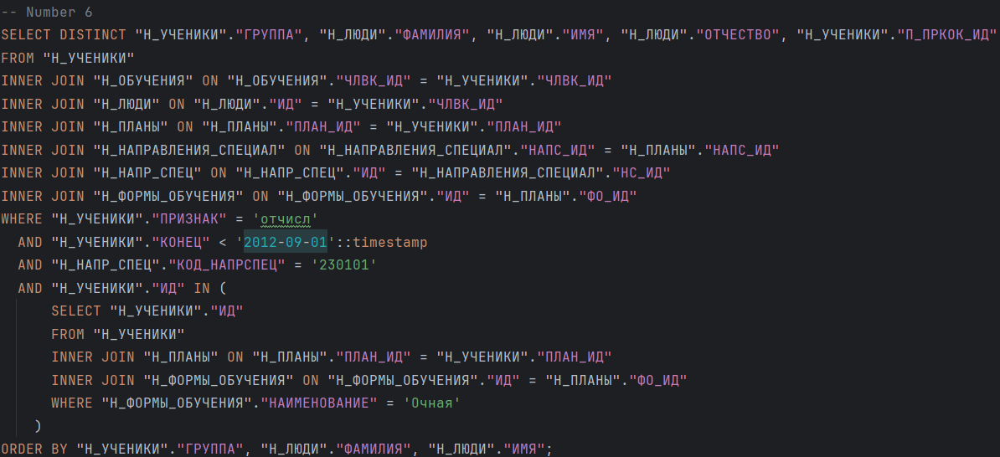 -- Number 6
SELECT DISTINCT "Н_УЧЕНИКИ"."ГРУППА", "Н_ЛЮДИ"."ФАМИЛИЯ", "Н_ЛЮДИ"."ИМЯ", "Н_ЛЮДИ"."ОТЧЕСТВО", "Н_УЧЕНИКИ"."П_ПРКОК_ИД"
FROM "Н_УЧЕНИКИ"
INNER JOIN "Н_ОБУЧЕНИЯ" ON "Н_ОБУЧЕНИЯ"."ЧЛВК_ИД" = "Н_УЧЕНИКИ"."ЧЛВК_ИД"
INNER JOIN "Н_ЛЮДИ" ON "Н_ЛЮДИ"."ИД" = "Н_УЧЕНИКИ"."ЧЛВК_ИД"
INNER JOIN "Н_ПЛАНЫ" ON "Н_ПЛАНЫ"."ПЛАН_ИД" = "Н_УЧЕНИКИ"."ПЛАН_ИД"
INNER JOIN "Н_НАПРАВЛЕНИЯ_СПЕЦИАЛ" ON "Н_НАПРАВЛЕНИЯ_СПЕЦИАЛ"."НАПС_ИД" = "Н_ПЛАНЫ"."НАПС_ИД"
INNER JOIN "Н_НАПР_СПЕЦ" ON "Н_НАПР_СПЕЦ"."ИД" = "Н_НАПРАВЛЕНИЯ_СПЕЦИАЛ"."НС_ИД"
INNER JOIN "Н_ФОРМЫ_ОБУЧЕНИЯ" ON "Н_ФОРМЫ_ОБУЧЕНИЯ"."ИД" = "Н_ПЛАНЫ"."ФО_ИД"
WHERE "Н_УЧЕНИКИ"."ПРИЗНАК" = 'отчисл'
AND "Н_УЧЕНИКИ"."КОНЕЦ" < '2012-09-01'::timestamp
AND "Н_НАПР_СПЕЦ"."КОД_НАПРСПЕЦ" = '230101'
AND "Н_УЧЕНИКИ"."ИД" IN (
SELECT "Н_УЧЕНИКИ"."ИД"
FROM "Н_УЧЕНИКИ"
INNER JOIN "Н_ПЛАНЫ" ON "Н_ПЛАНЫ"."ПЛАН_ИД" = "Н_УЧЕНИКИ"."ПЛАН_ИД"
INNER JOIN "Н_ФОРМЫ_ОБУЧЕНИЯ" ON "Н_ФОРМЫ_ОБУЧЕНИЯ"."ИД" = "Н_ПЛАНЫ"."ФО_ИД"
WHERE "Н_ФОРМЫ_ОБУЧЕНИЯ"."НАИМЕНОВАНИЕ" = 'Очная'
)
ORDER BY "Н_УЧЕНИКИ"."ГРУППА", "Н_ЛЮДИ"."ФАМИЛИЯ", "Н_ЛЮДИ"."ИМЯ";